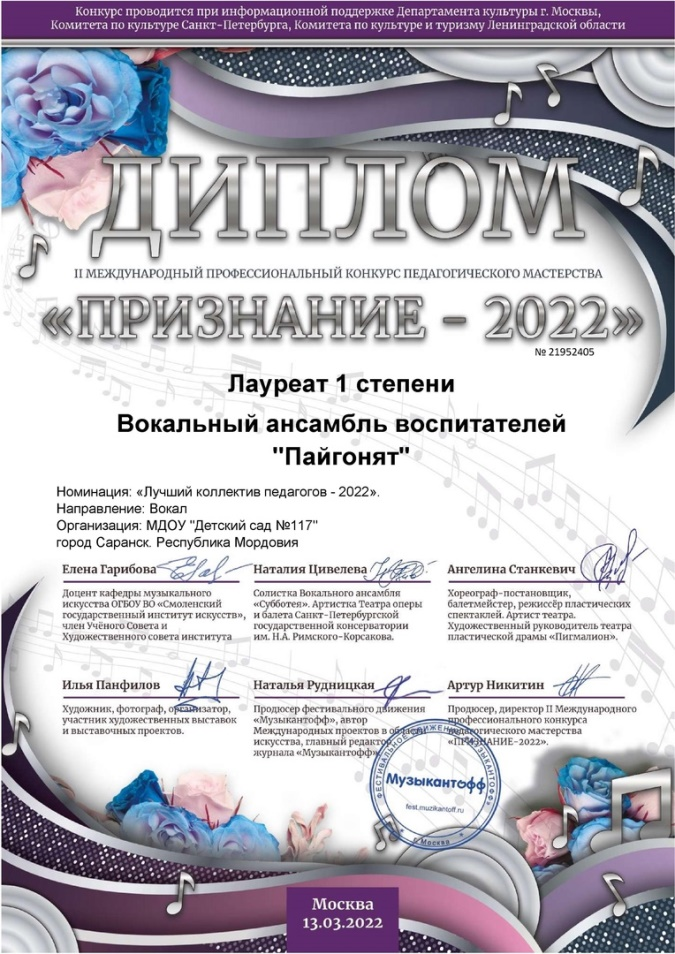 Конкурс проводится при информационной поддержке Департамента культуры г. Москвы,
Комитета по культуре Санкт-Петербурга, Комитета по культуре и туризму Ленинградской области
ДИПЛОМ
II МЕЖДУНАРОДНЫЙ ПРОФЕССИОНАЛЬНЫЙ КОНКУРС ПЕДАГОГИЧЕСКОГО МАСТЕРСТВА
«ПРИЗНАНИЕ - 2022»
№ 21952405
Лауреат 1 степени
Вокальный ансамбль воспитателей
"Пайгонят"
Номинация: «Лучший коллектив педагогов - 2022».
Направление: Вокал
Организация: МДОУ "Детский сад №117"
город Саранск. Республика Мордовия
Елена Гарибова
Доцент кафедры музыкального
искусства ОГБОУ ВО «Смоленский
государственный институт искусств»,
член Учёного Совета и
Художественного совета института
Наталия Цивелева
Солистка Вокального ансамбля
«Субботея». Артистка Театра оперы
и балета Санкт-Петербургской
государственной консерватории
им. Н.А. Римского-Корсакова.
Ангелина Станкевич
Хореограф-постановщик,
балетмейстер, режиссёр пластических
спектаклей. Артист театра.
Художественный руководитель театра
пластической драмы «Пигмалион».
Илья Панфилов
Художник, фотограф, организатор,
участник художественных выставок
и выставочных проектов.
Наталья Рудницкая
Продюсер фестивального движения
«Музыкантофф», автор
Международных проектов в области
искусства, главный редактор
журнала «Музыкантофф»
Артур Никитин
Продюсер, директор II Международного
профессионального конкурса
педагогического мастерства
«ПРИЗНАНИЕ-2022».
ФЕСТИВАЛЬНОЕ ДВИЖЕНИЕ «МУЗЫКАНТОФФ»
Музыкантофф
fest.muzikantoff.ru
г. Москва
Москва
13.03.2022